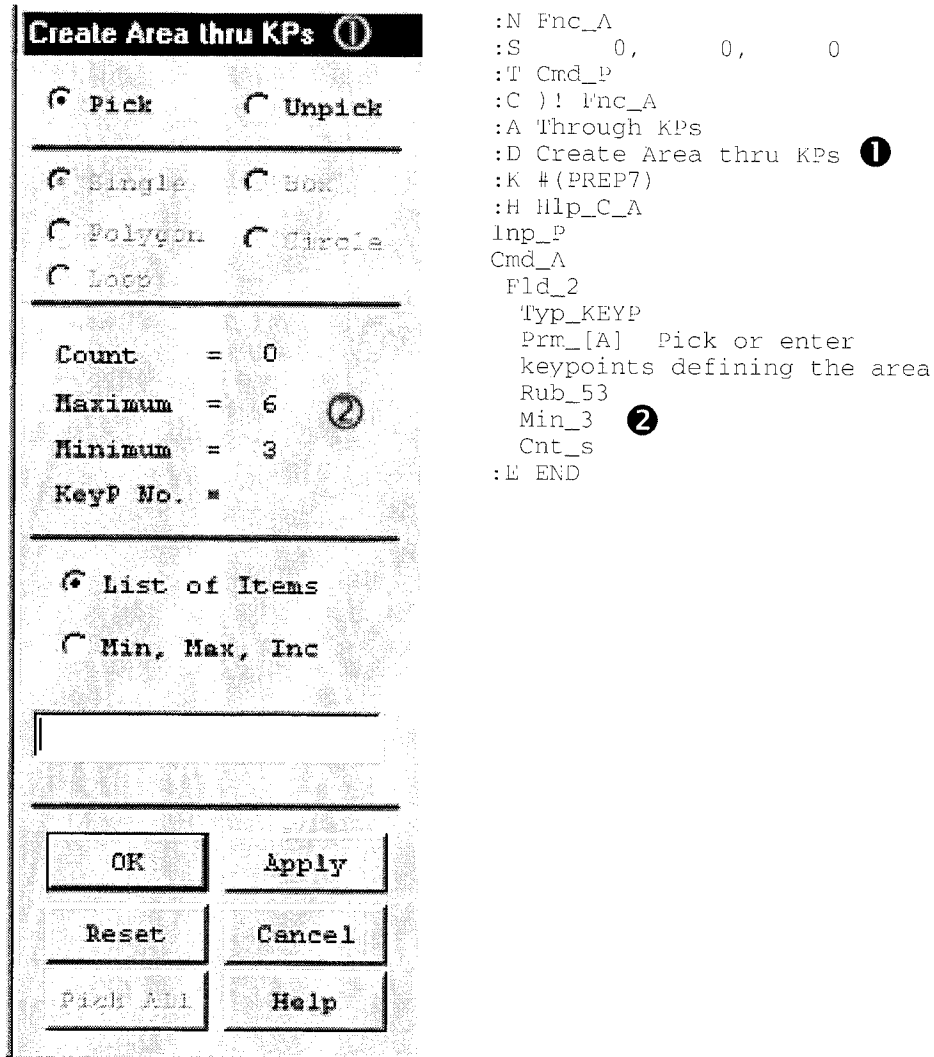 Create Area thru KPs ①
Pick Unpick
Single Box
Polygon Circle
Loop
Count = 0
Maximum = 6 ②
Minimum = 3
KeyP No. =
List of Items
Min, Max, Inc
OK Apply
Reset Cancel
Pick All Help
:N Fnc_A
:S 0, 0, 0
:T Cmd_P
:C )! Fnc_A
:A Through KPs
:D Create Area thru KPs ❶
:K #(PREP7)
:H Hlp_C_A
Inp_P
Cmd_A
Fld_2
Typ_KEYP
Prm_[A] Pick or enter
keypoints defining the area
Rub_53
Min_3 ❷
Cnt_s
:E END